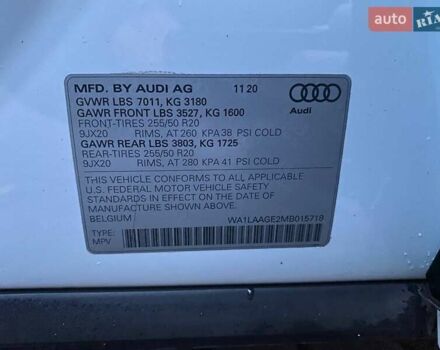 auto RIA
MFD. BY AUDI AG 11 20
GVWR LBS 7011, KG 3180
GAWR FRONT LBS 3527, KG 1600
FRONT-TIRES 255/50 R20
9JX20 RIMS, AT 260 KPA 38 PSI COLD
GAWR REAR LBS 3803, KG 1725
REAR-TIRES 255/50 R20
9JX20 RIMS, AT 280 KPA 41 PSI COLD
THIS VEHICLE CONFORMS TO ALL APPLICABLE
U.S. FEDERAL MOTOR VEHICLE SAFETY
STANDARDS IN EFFECT ON THE DATE
OF MANUFACTURE SHOWN ABOVE.
BELGIUM WA1LAAGE2MB015718
TYPE:
MPV